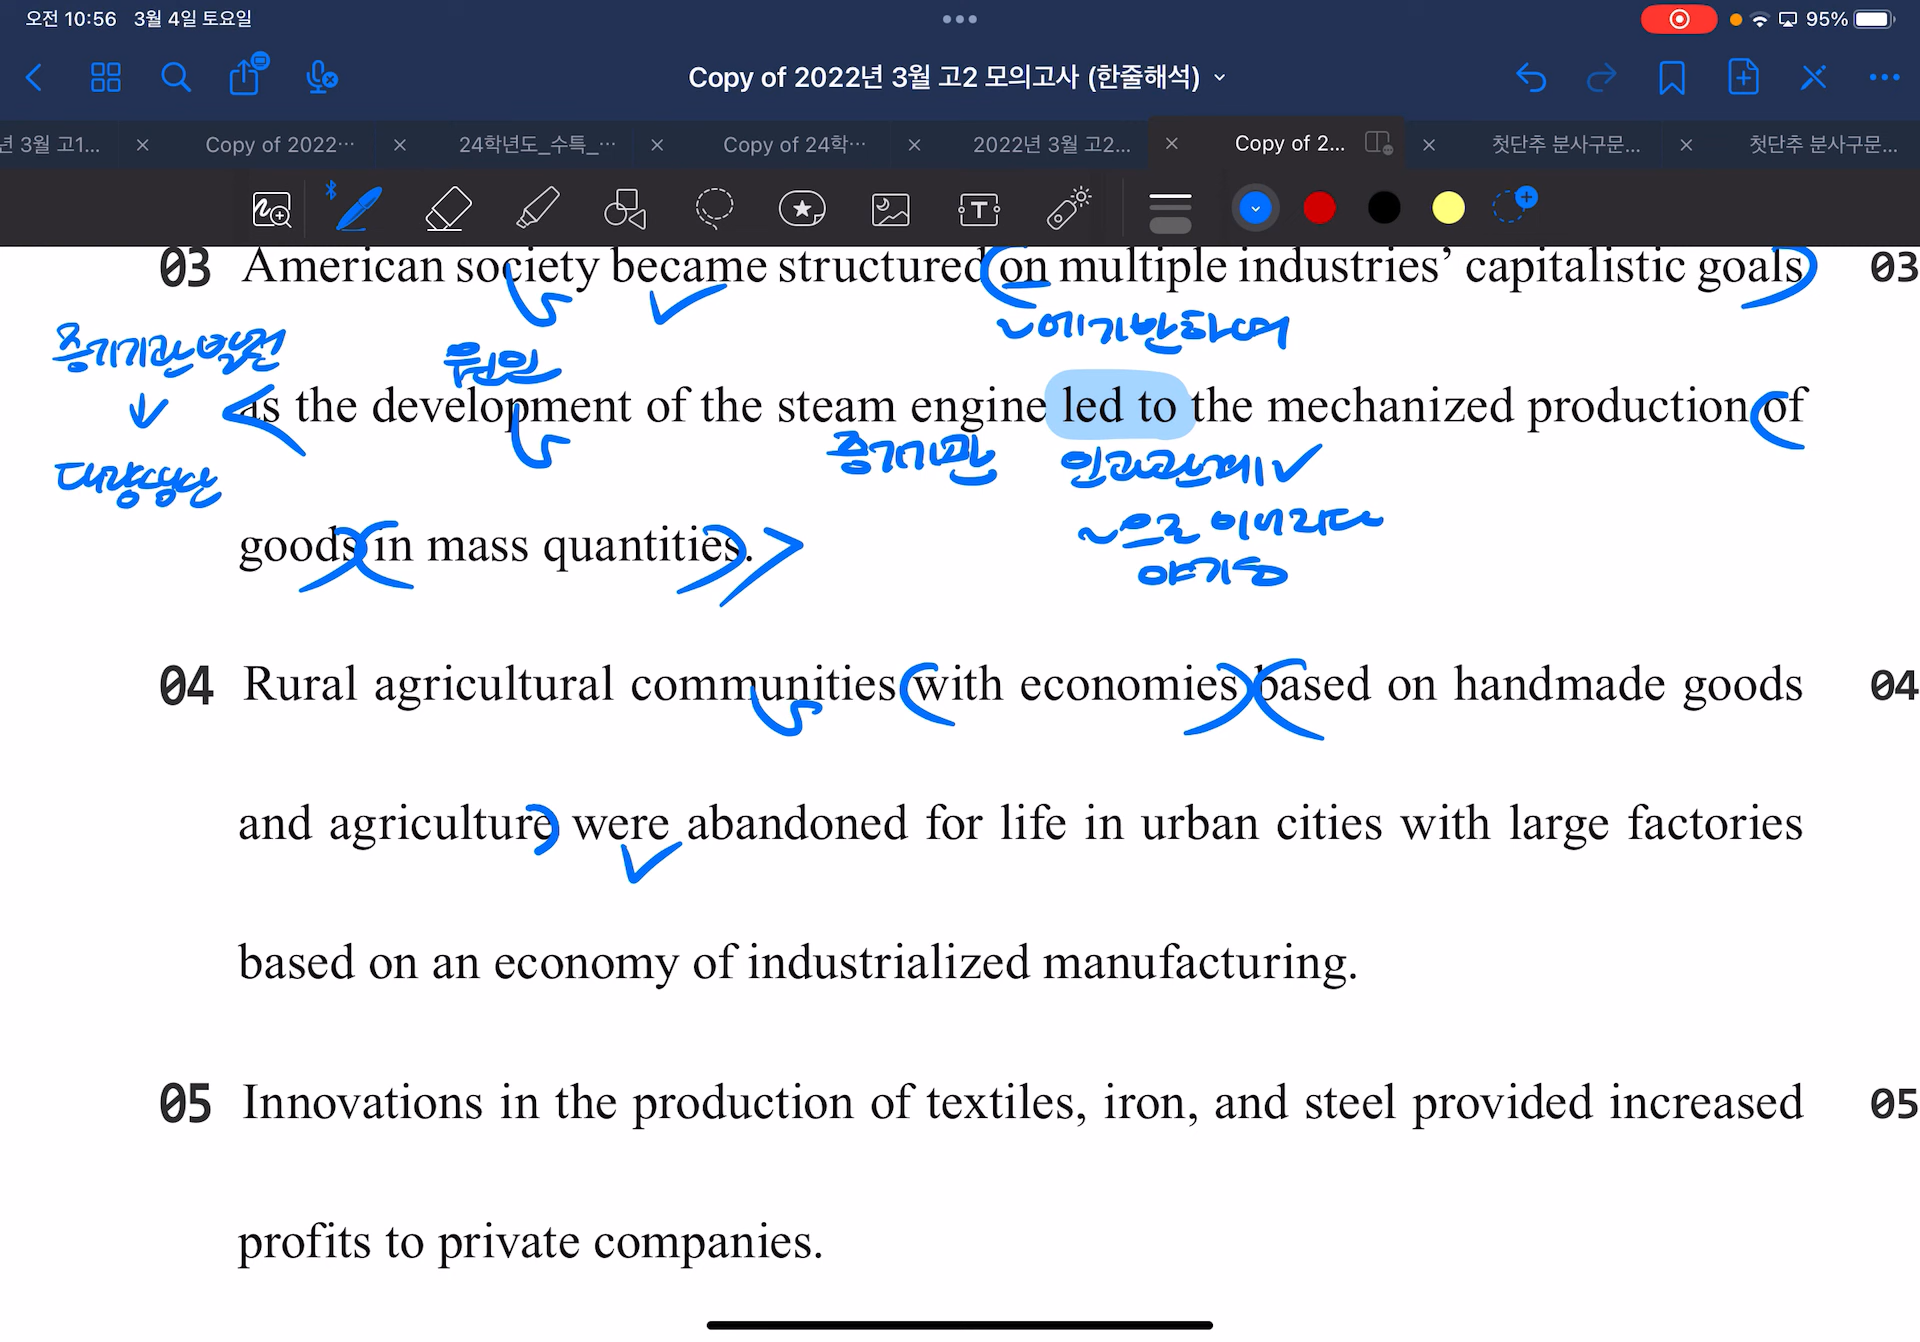 오전 10:56 3월 4일 토요일 95%
Copy of 2022년 3월 고2 모의고사 (한줄해석)
년 3월 고1... Copy of 2022... 24학년도_수특_... Copy of 24학... 2022년 3월 고2... Copy of 2... 첫단추 분사구문... 첫단추 분사구문...
03 American society became structured on multiple industries’ capitalistic goals 03
~에 기반하여
증기기관 발전
원인
as the development of the steam engine led to the mechanized production of
증기기관 인과관계
대량생산
~으로 이어지다
goods in mass quantities.
야기하다
04 Rural agricultural communities with economies based on handmade goods 04
and agriculture were abandoned for life in urban cities with large factories
based on an economy of industrialized manufacturing.
05 Innovations in the production of textiles, iron, and steel provided increased 05
profits to private companies.